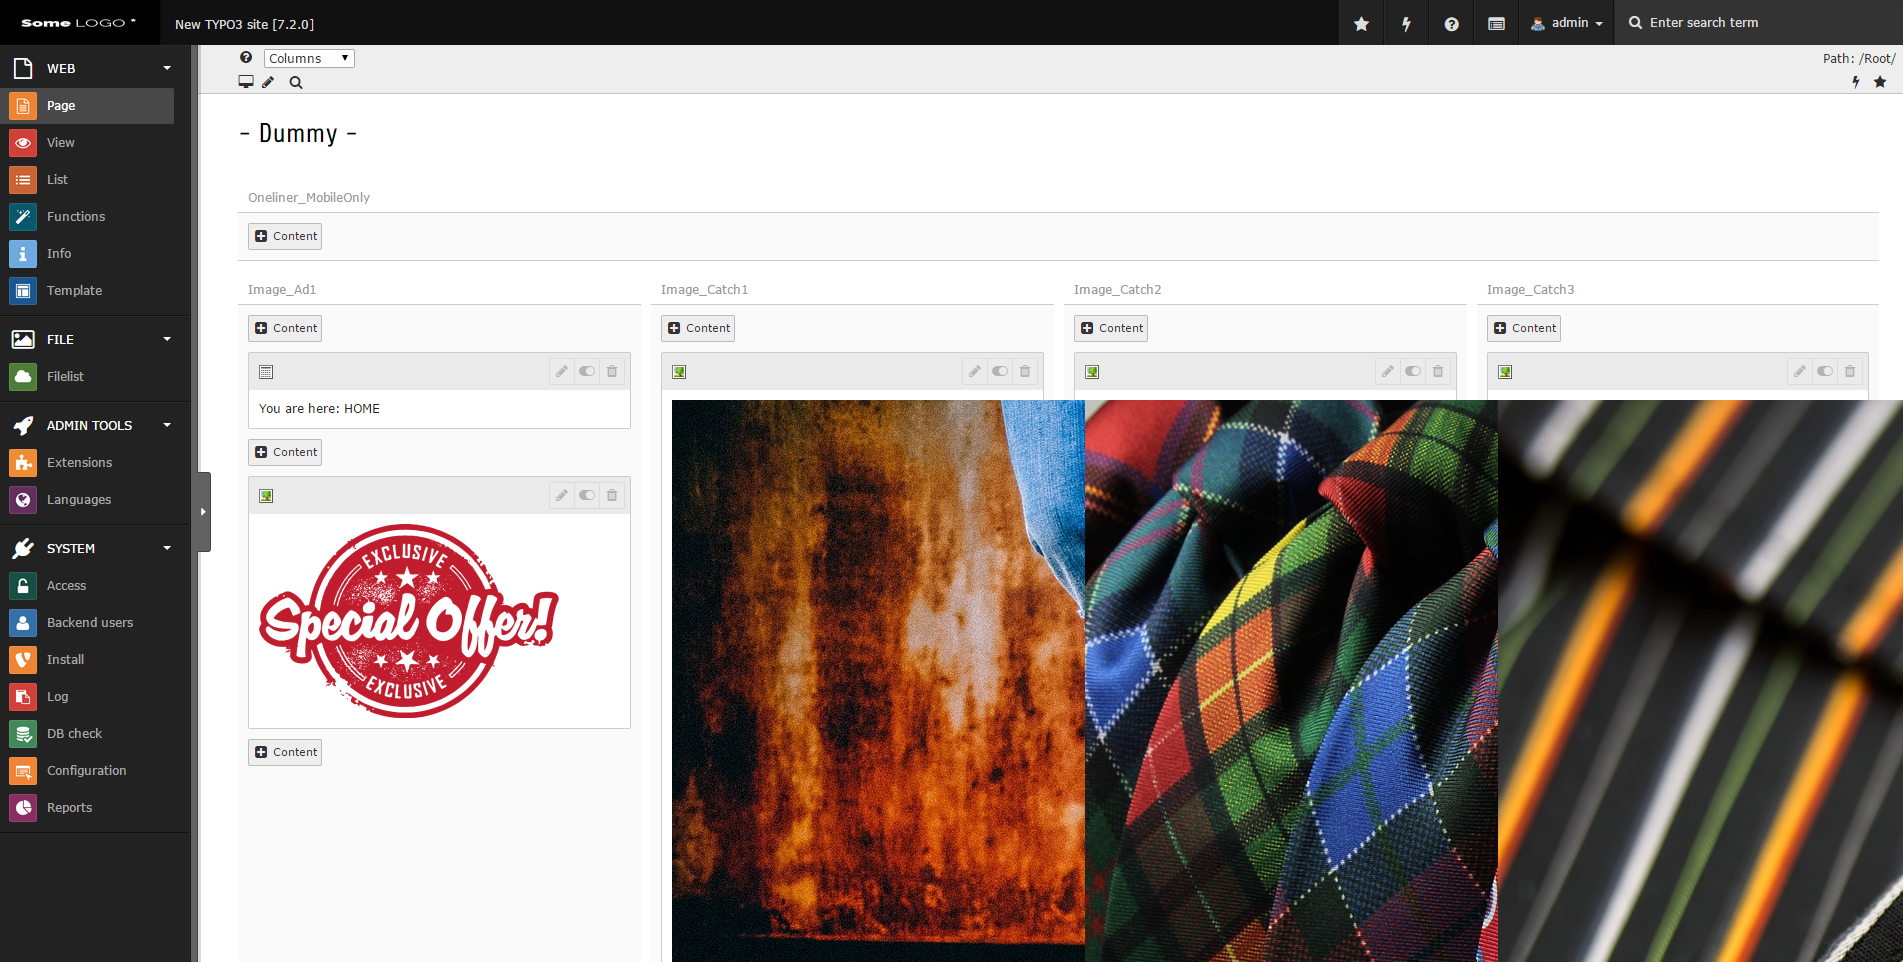 Some LOGO *
New TYPO3 site [7.2.0]
admin
Enter search term
WEB
Page
View
List
Functions
Info
Template
FILE
Filelist
ADMIN TOOLS
Extensions
Languages
SYSTEM
Access
Backend users
Install
Log
DB check
Configuration
Reports
Columns
Path: /Root/
- Dummy -
Oneliner_MobileOnly
Content
Image_Ad1
Image_Catch1
Image_Catch2
Image_Catch3
Content
Content
Content
Content
You are here: HOME
Content
EXCLUSIVE
Special Offer!
EXCLUSIVE
Content